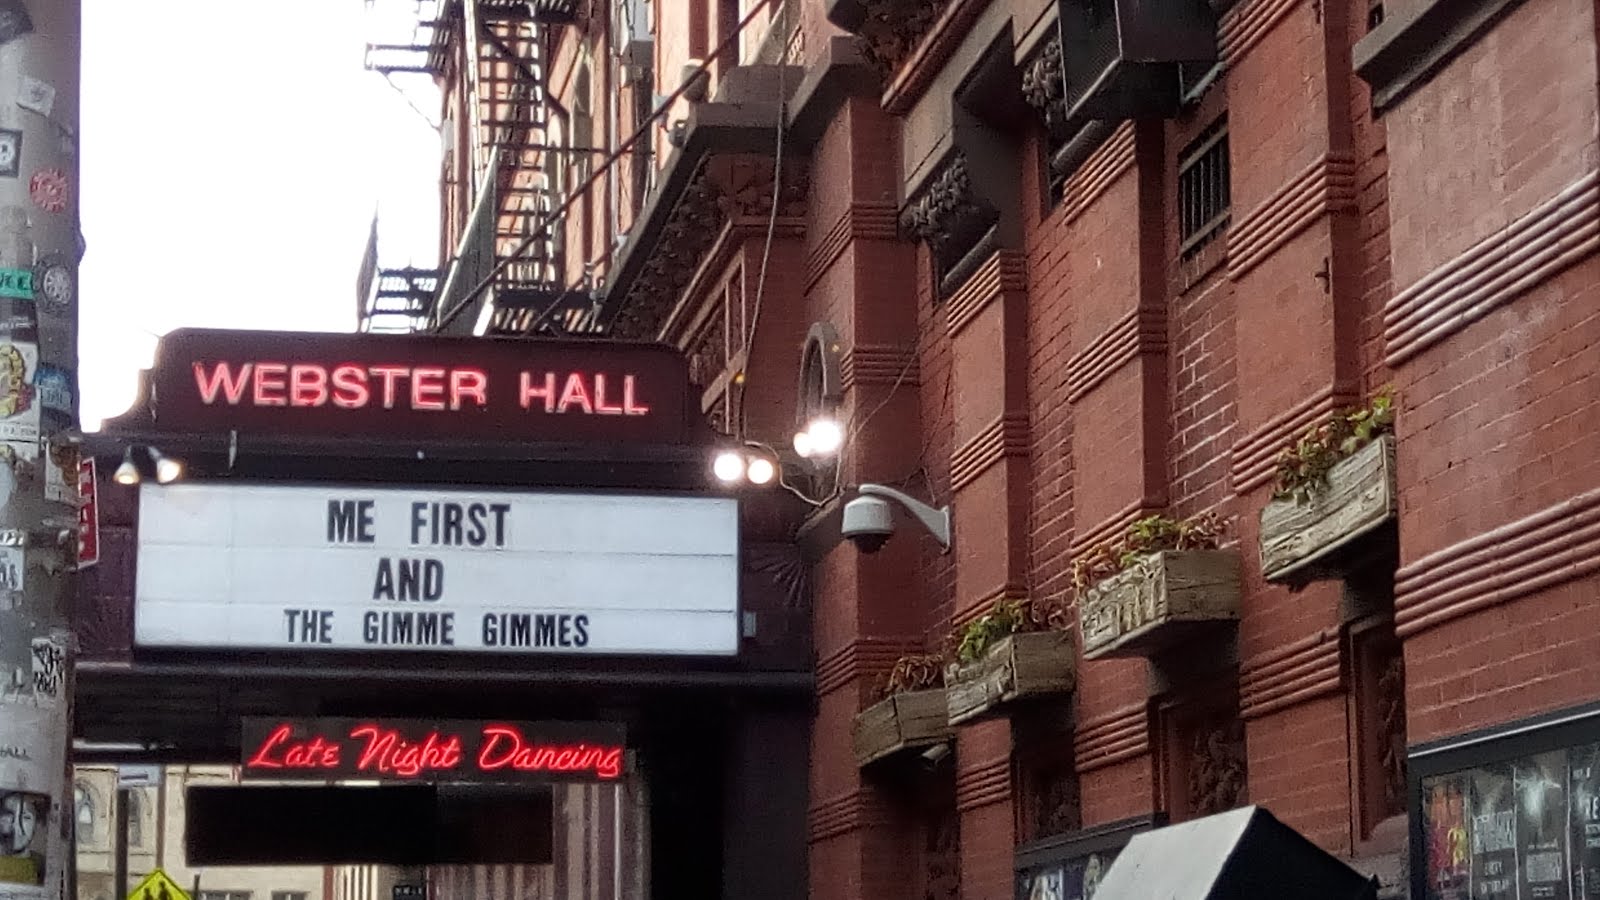 WEBSTER HALL
ME FIRST
AND
THE GIMME GIMMES
Late Night Dancing